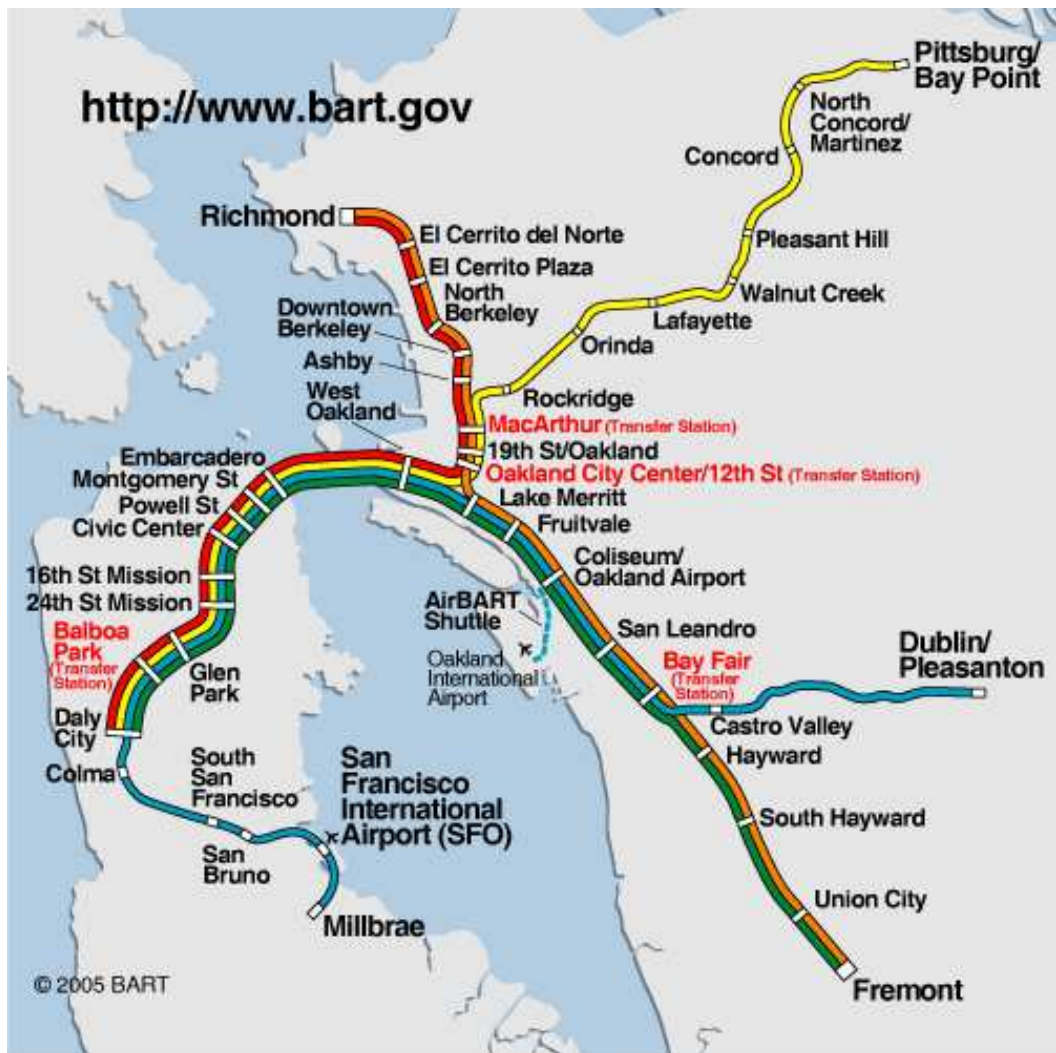 http://www.bart.gov
Pittsburg/
Bay Point
North
Concord/
Martinez
Concord
Richmond
El Cerrito del Norte
Pleasant Hill
El Cerrito Plaza
North
Berkeley
Walnut Creek
Downtown
Berkeley
Lafayette
Orinda
Ashby
West
Oakland
Rockridge
MacArthur (Transfer Station)
19th St/Oakland
Embarcadero
Oakland City Center/12th St (Transfer Station)
Montgomery St
Lake Merritt
Powell St
Fruitvale
Civic Center
Coliseum/
Oakland Airport
16th St Mission
24th St Mission
AirBART
Shuttle
San Leandro
Balboa
Park
(Transfer
Station)
Dublin/
Pleasanton
Bay Fair
(Transfer
Station)
Oakland
International
Airport
Glen
Park
Daly
City
Castro Valley
Hayward
Colma
South
San
Francisco
San
Francisco
International
Airport (SFO)
South Hayward
San
Bruno
Union City
Millbrae
© 2005 BART
Fremont